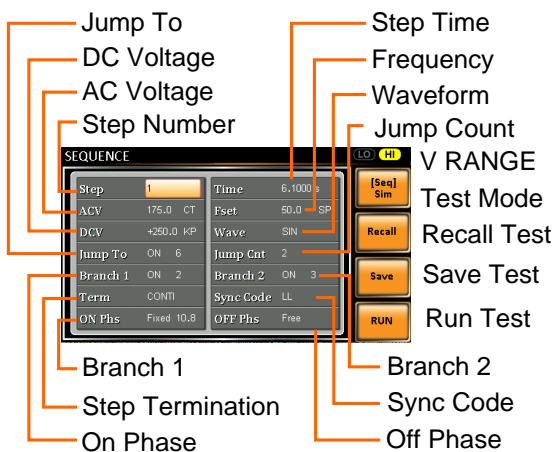 Jump To
DC Voltage
AC Voltage
Step Number
Step Time
Frequency
Waveform
Jump Count
SEQUENCE
LO HI
V RANGE
Step 1 Time 6.1000 s
ACV 175.0 CT Fset 50.0 SP
DCV +250.0 KP Wave SIN
Jump To ON 6 Jump Cnt 2
Branch 1 ON 2 Branch 2 ON 3
Term CONTI Sync Code LL
ON Phs Fixed 10.8 OFF Phs Free
[Seq]
Sim
Test Mode
Recall
Recall Test
Save
Save Test
RUN
Run Test
Branch 1
Step Termination
On Phase
Branch 2
Sync Code
Off Phase